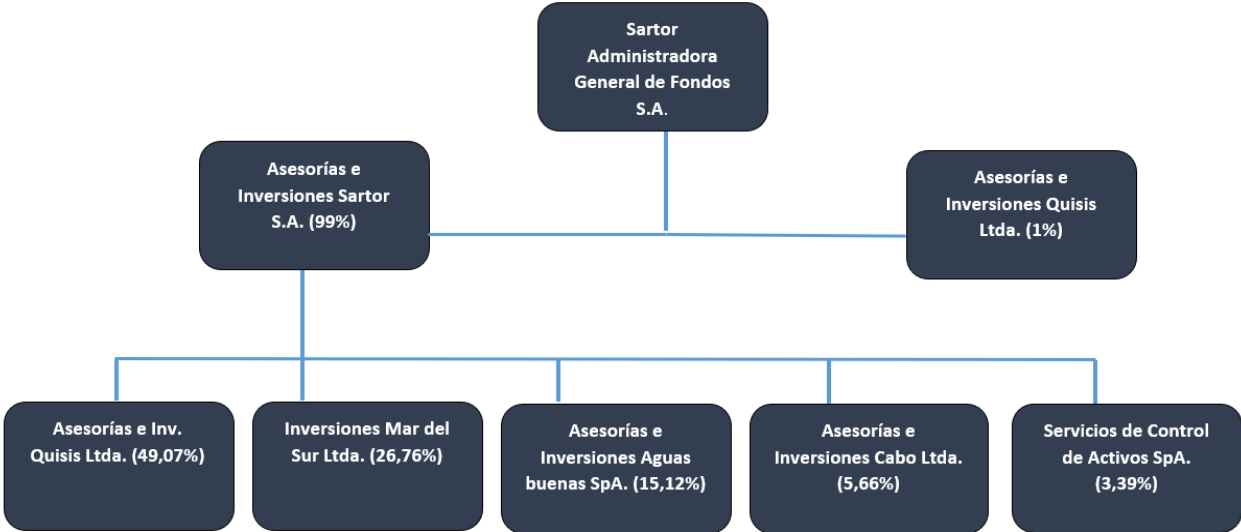 Sartor
Administradora
General de Fondos
S.A.
Asesorías e
Inversiones Sartor
S.A. (99%)
Asesorías e
Inversiones Quisis
Ltda. (1%)
Asesorías e Inv.
Quisis Ltda. (49,07%)
Inversiones Mar del
Sur Ltda. (26,76%)
Asesorías e
Inversiones Aguas
buenas SpA. (15,12%)
Asesorías e
Inversiones Cabo Ltda.
(5,66%)
Servicios de Control
de Activos SpA.
(3,39%)